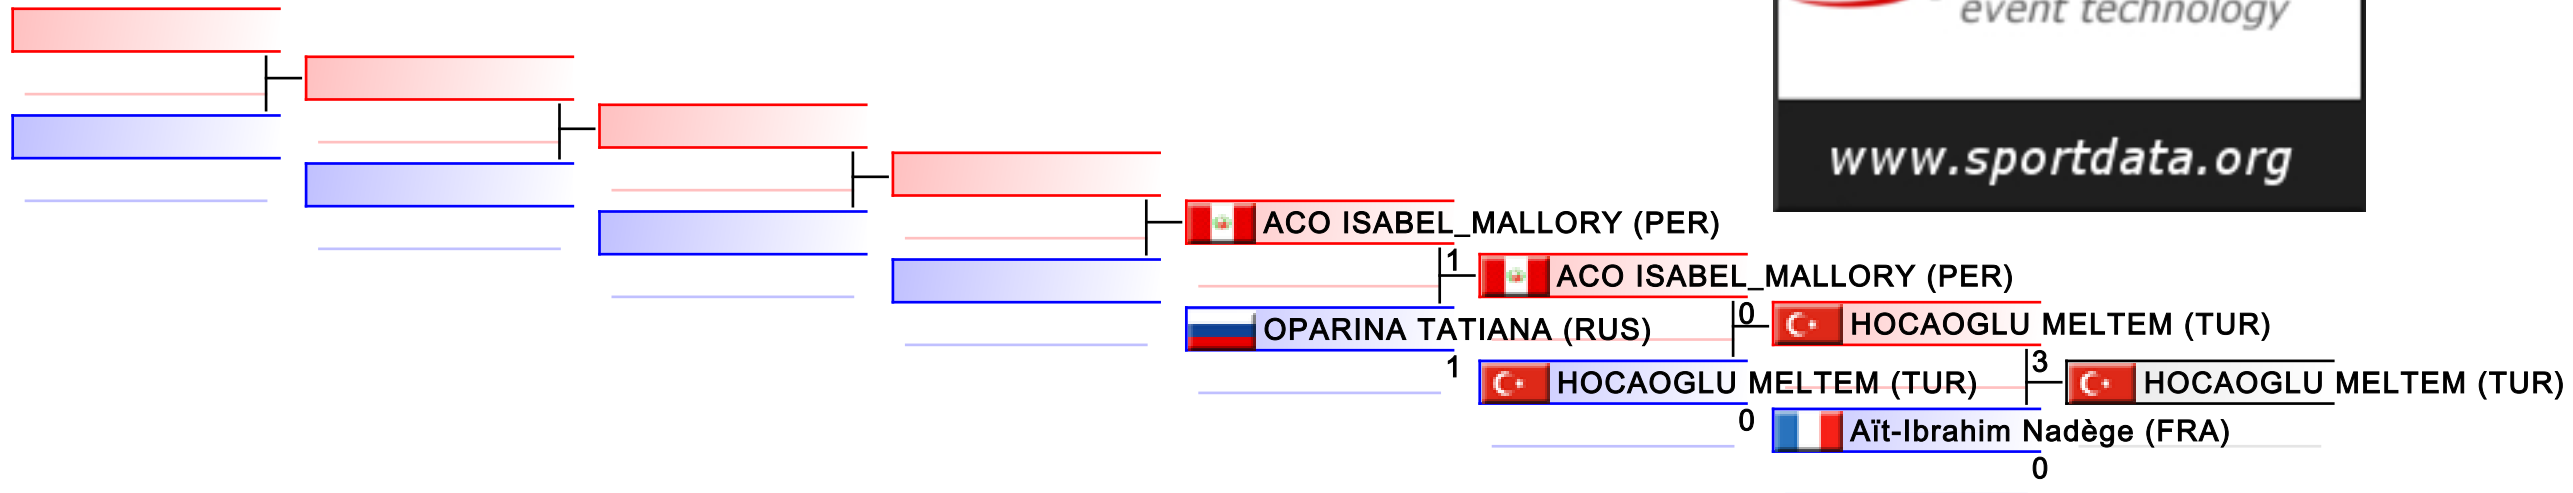 event technology
www.sportdata.org
ACO ISABEL_MALLORY (PER)
1
ACO ISABEL_MALLORY (PER)
0
HOCAOGLU MELTEM (TUR)
OPARINA TATIANA (RUS)
1
3
HOCAOGLU MELTEM (TUR)
HOCAOGLU MELTEM (TUR)
0
Aït-Ibrahim Nadège (FRA)
0